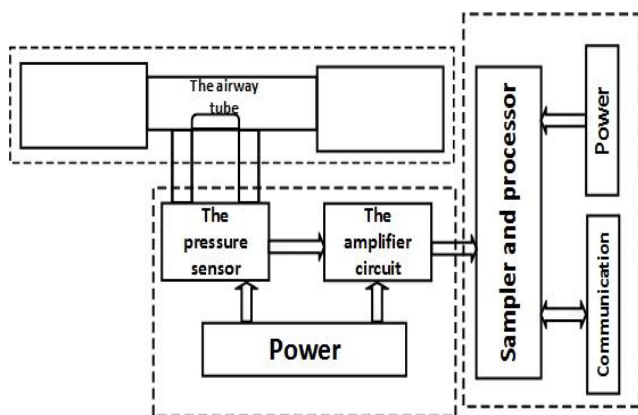 The airway
tube
The
pressure
sensor
The
amplifier
circuit
Power
Sampler and processor
Power
Communication